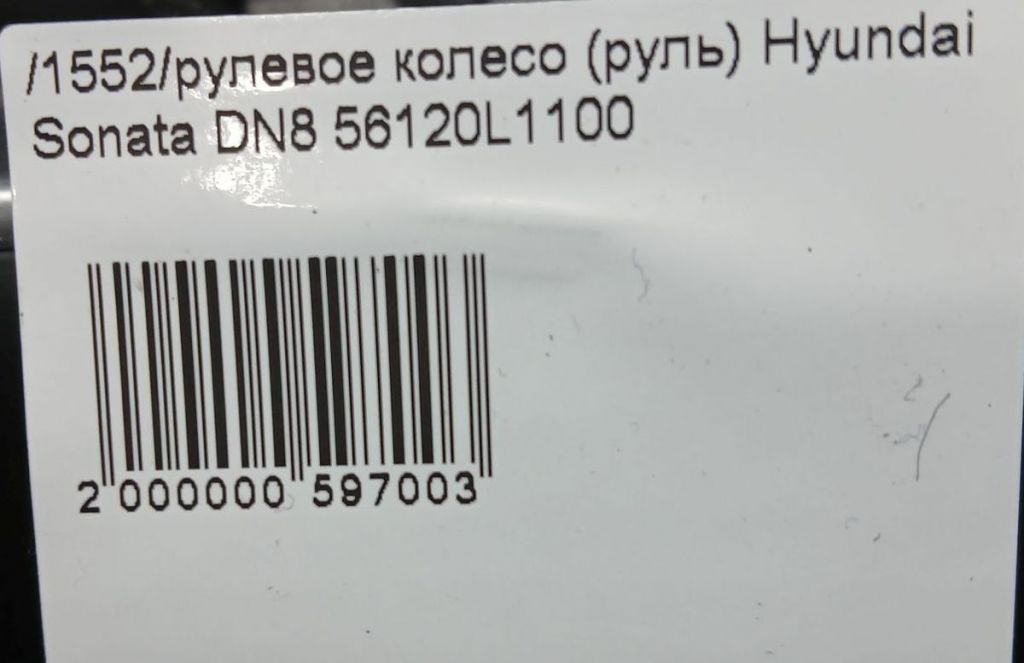 /1552/рулевое колесо (руль) Hyundai
Sonata DN8 56120L1100
2 000000 597003